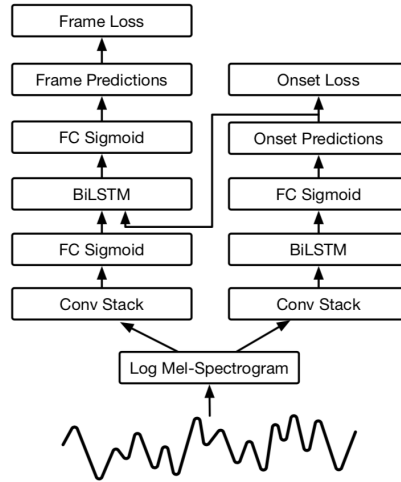 Frame Loss
Frame Predictions
Onset Loss
FC Sigmoid
Onset Predictions
BiLSTM
FC Sigmoid
FC Sigmoid
BiLSTM
Conv Stack
Conv Stack
Log Mel-Spectrogram